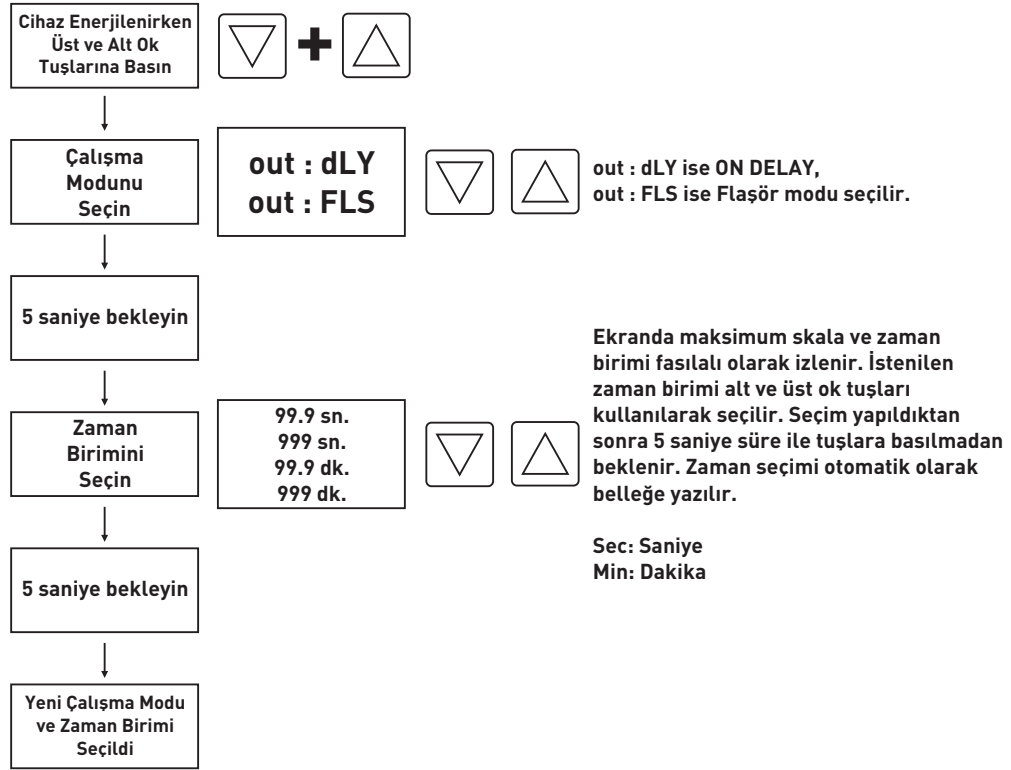 Cihaz Enerjilenirken
Üst ve Alt Ok
Tuşlarına Basın
Çalışma
Modunu
Seçin
out : dLY
out : FLS
out : dLY ise ON DELAY,
out : FLS ise Flaşör modu seçilir.
5 saniye bekleyin
Zaman
Birimini
Seçin
99.9 sn.
999 sn.
99.9 dk.
999 dk.
Ekranda maksimum skala ve zaman
birimi fasılalı olarak izlenir. İstenilen
zaman birimi alt ve üst ok tuşları
kullanılarak seçilir. Seçim yapıldıktan
sonra 5 saniye süre ile tuşlara basılmadan
beklenir. Zaman seçimi otomatik olarak
belleğe yazılır.
Sec: Saniye
Min: Dakika
5 saniye bekleyin
Yeni Çalışma Modu
ve Zaman Birimi
Seçildi